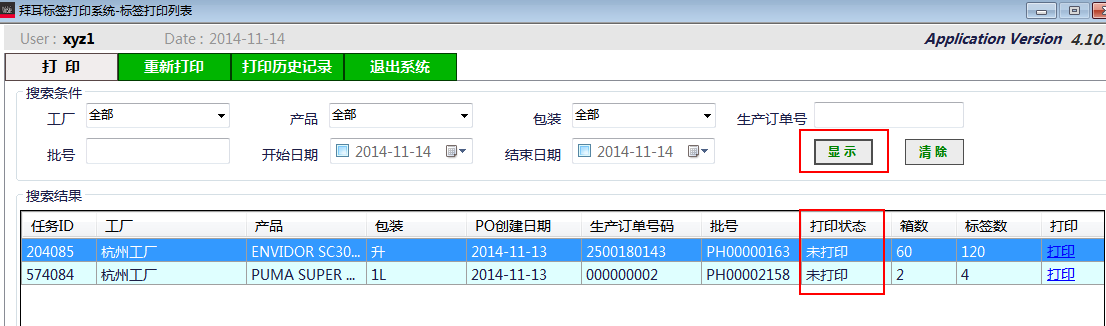 拜耳标签打印系统-标签打印列表
User : xyz1 Date : 2014-11-14 Application Version 4.10.
打 印 重新打印 打印历史记录 退出系统
搜索条件
工厂 全部 产品 全部 包装 全部 生产订单号
批号 开始日期 2014-11-14 结束日期 2014-11-14 显 示 清 除
搜索结果
任务ID 工厂 产品 包装 PO创建日期 生产订单号码 批号 打印状态 箱数 标签数 打印
204085 杭州工厂 ENVIDOR SC30... 升 2014-11-13 2500180143 PH00000163 未打印 60 120 打印
574084 杭州工厂 PUMA SUPER ... 1L 2014-11-13 000000002 PH00002158 未打印 2 4 打印